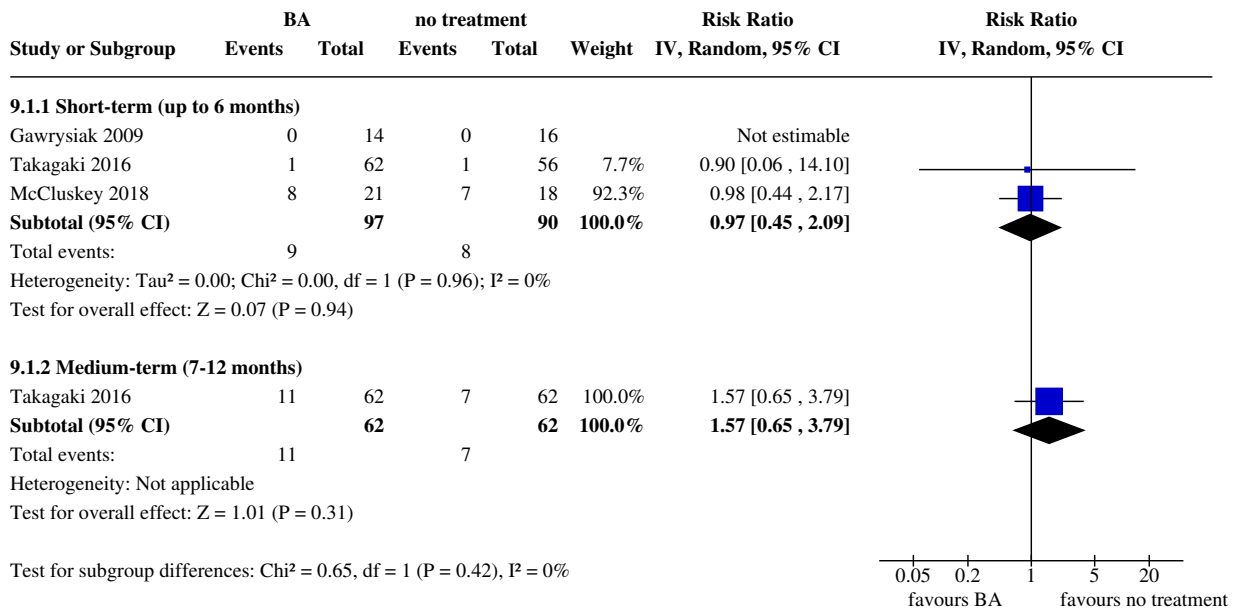 BA no treatment Risk Ratio Risk Ratio
Study or Subgroup Events Total Events Total Weight IV, Random, 95% CI IV, Random, 95% CI
9.1.1 Short-term (up to 6 months)
Gawrysiak 2009 0 14 0 16 Not estimable
Takagaki 2016 1 62 1 56 7.7% 0.90 [0.06 , 14.10]
McCluskey 2018 8 21 7 18 92.3% 0.98 [0.44 , 2.17]
Subtotal (95% CI) 97 90 100.0% 0.97 [0.45 , 2.09]
Total events: 9 8
Heterogeneity: Tau² = 0.00; Chi² = 0.00, df = 1 (P = 0.96); I² = 0%
Test for overall effect: Z = 0.07 (P = 0.94)
9.1.2 Medium-term (7-12 months)
Takagaki 2016 11 62 7 62 100.0% 1.57 [0.65 , 3.79]
Subtotal (95% CI) 62 62 100.0% 1.57 [0.65 , 3.79]
Total events: 11 7
Heterogeneity: Not applicable
Test for overall effect: Z = 1.01 (P = 0.31)
Test for subgroup differences: Chi² = 0.65, df = 1 (P = 0.42), I² = 0%
0.05 0.2 1 5 20
favours BA favours no treatment